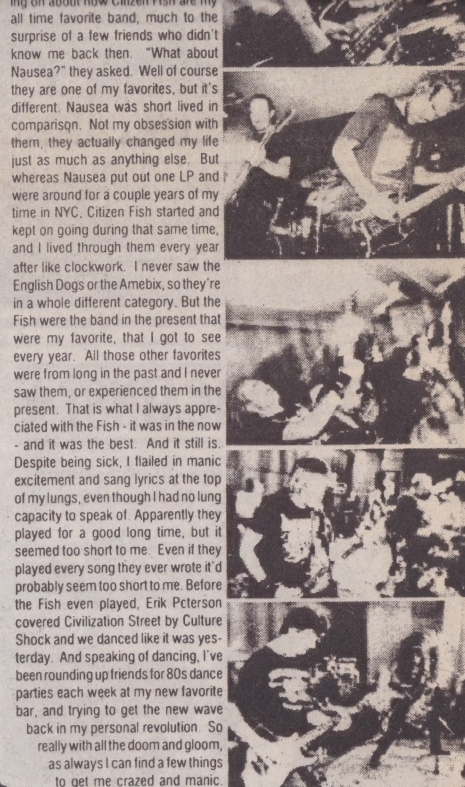 ing on about how Citizen Fish are my
all time favorite band, much to the
surprise of a few friends who didn't
know me back then. "What about
Nausea?" they asked. Well of course
they are one of my favorites, but it's
different. Nausea was short lived in
comparison. Not my obsession with
them, they actually changed my life
just as much as anything else. But
whereas Nausea put out one LP and
were around for a couple years of my
time in NYC, Citizen Fish started and
kept on going during that same time,
and I lived through them every year
after like clockwork. I never saw the
English Dogs or the Amebix, so they're
in a whole different category. But the
Fish were the band in the present that
were my favorite, that I got to see
every year. All those other favorites
were from long in the past and I never
saw them, or experienced them in the
present. That is what I always appre-
ciated with the Fish - it was in the now
- and it was the best. And it still is.
Despite being sick, I flailed in manic
excitement and sang lyrics at the top
of my lungs, even though I had no lung
capacity to speak of. Apparently they
played for a good long time, but it
seemed too short to me. Even if they
played every song they ever wrote it'd
probably seem too short to me. Before
the Fish even played, Erik Peterson
covered Civilization Street by Culture
Shock and we danced like it was yes-
terday. And speaking of dancing, I've
been rounding up friends for 80s dance
parties each week at my new favorite
bar, and trying to get the new wave
back in my personal revolution. So
really with all the doom and gloom,
as always I can find a few things
to get me crazed and manic.